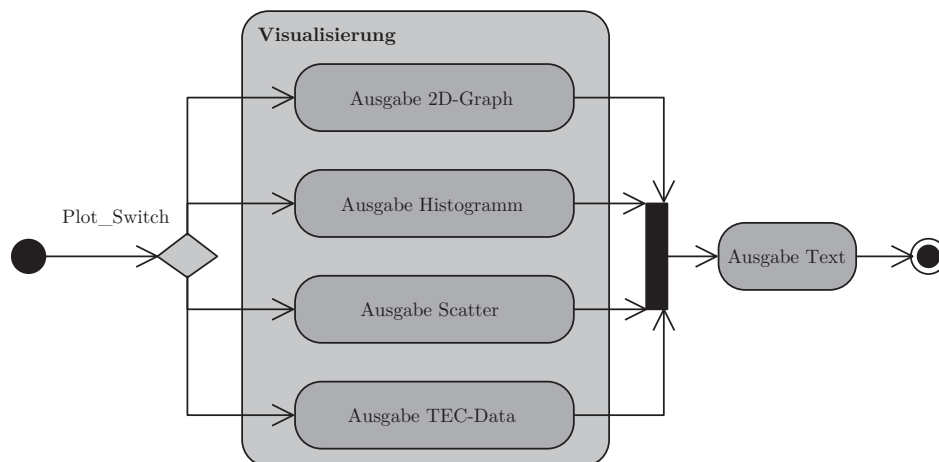 Visualisierung
Ausgabe 2D-Graph
Ausgabe Histogramm
Plot_Switch
Ausgabe Text
Ausgabe Scatter
Ausgabe TEC-Data